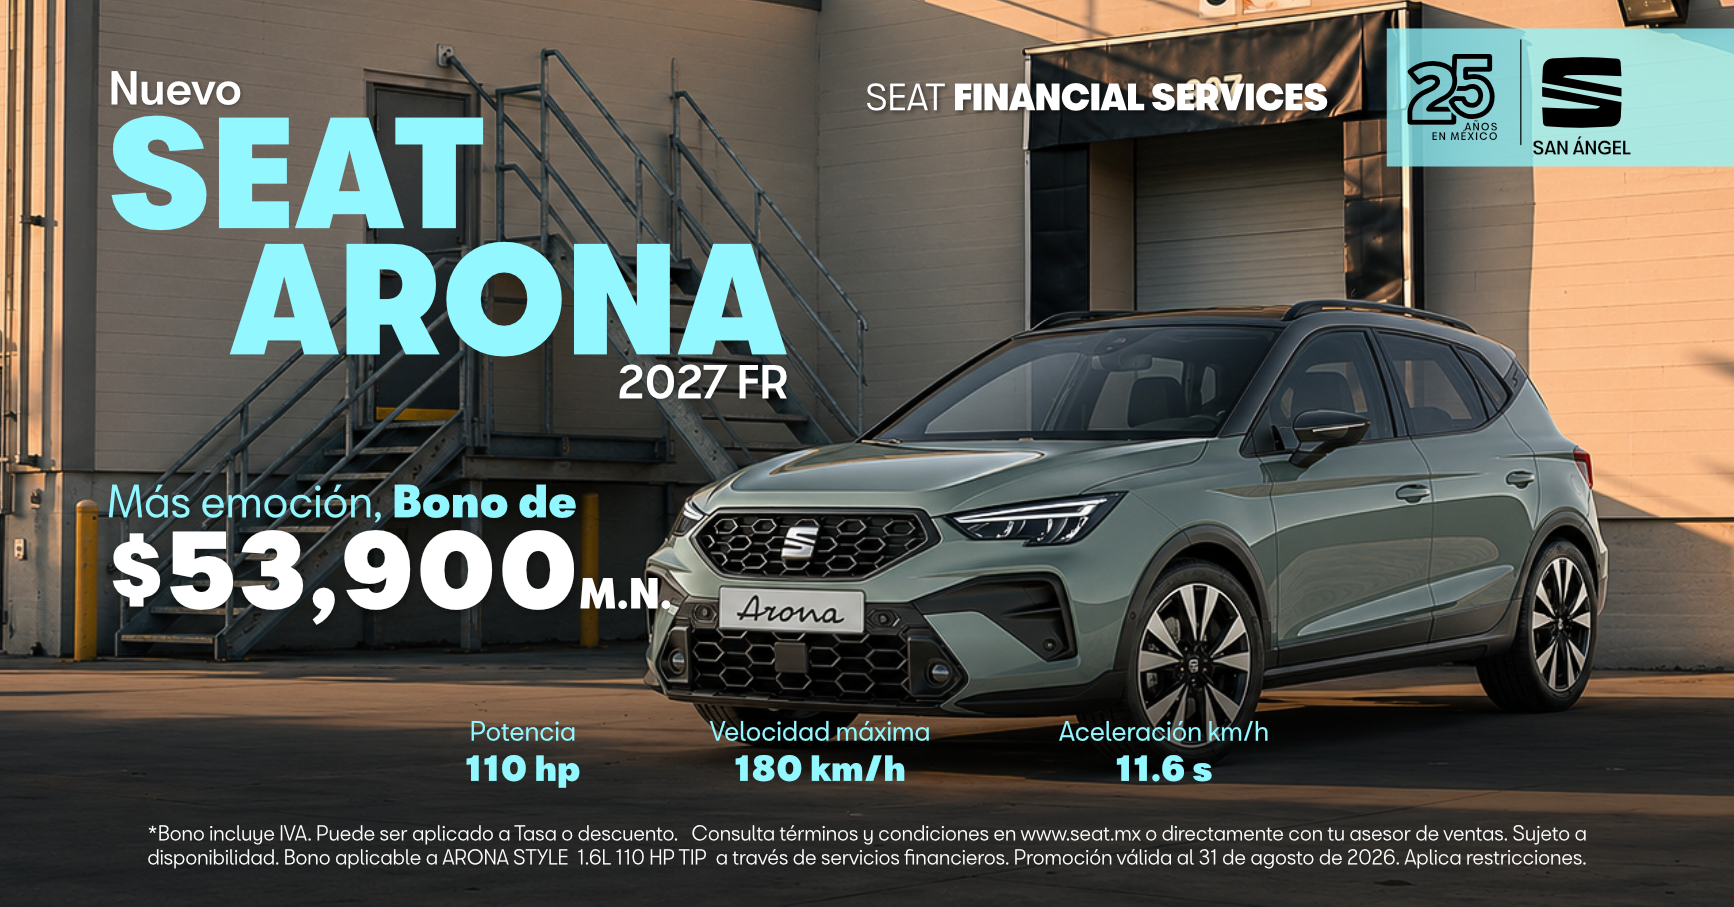 Nuevo
SEAT
ARONA
2027 FR
SEAT FINANCIAL SERVICES
25
AÑOS
EN MÉXICO
SAN ÁNGEL
Más emoción, Bono de
$53,900 M.N.
Arona
Potencia
110 hp
Velocidad máxima
180 km/h
Aceleración km/h
11.6 s
*Bono incluye IVA. Puede ser aplicado a Tasa o descuento. Consulta términos y condiciones en www.seat.mx o directamente con tu asesor de ventas. Sujeto a
disponibilidad. Bono aplicable a ARONA STYLE 1.6L 110 HP TIP a través de servicios financieros. Promoción válida al 31 de agosto de 2026. Aplica restricciones.